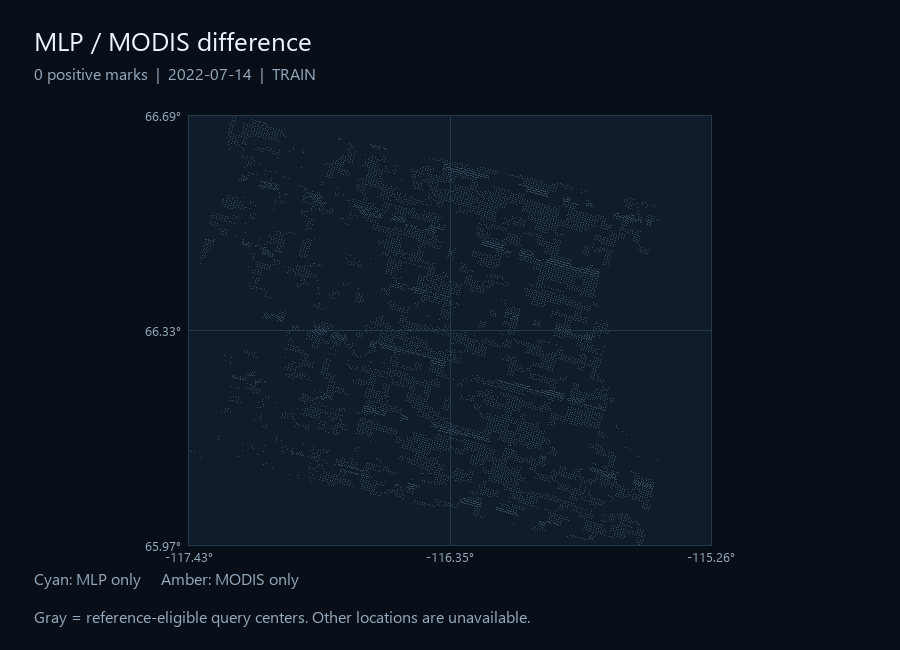 MLP / MODIS difference
0 positive marks | 2022-07-14 | TRAIN
66.69°
66.33°
65.97°
-117.43°
-116.35°
-115.26°
Cyan: MLP only
Amber: MODIS only
Gray = reference-eligible query centers. Other locations are unavailable.